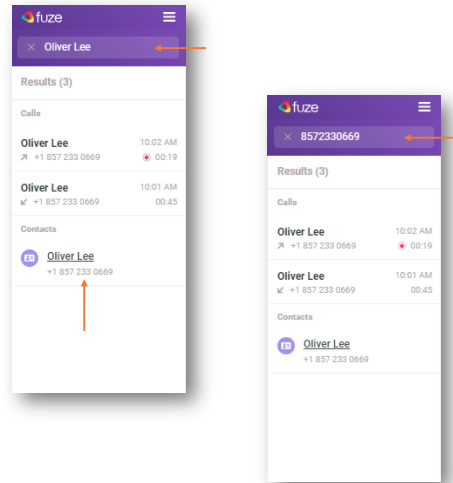 fuze
Oliver Lee
Results (3)
Calls
Oliver Lee 10:02 AM
+1 857 233 0669 00:19
Oliver Lee 10:01 AM
+1 857 233 0669 00:45
Contacts
Oliver Lee
+1 857 233 0669
fuze
8572330669
Results (3)
Calls
Oliver Lee 10:02 AM
+1 857 233 0669 00:19
Oliver Lee 10:01 AM
+1 857 233 0669 00:45
Contacts
Oliver Lee
+1 857 233 0669